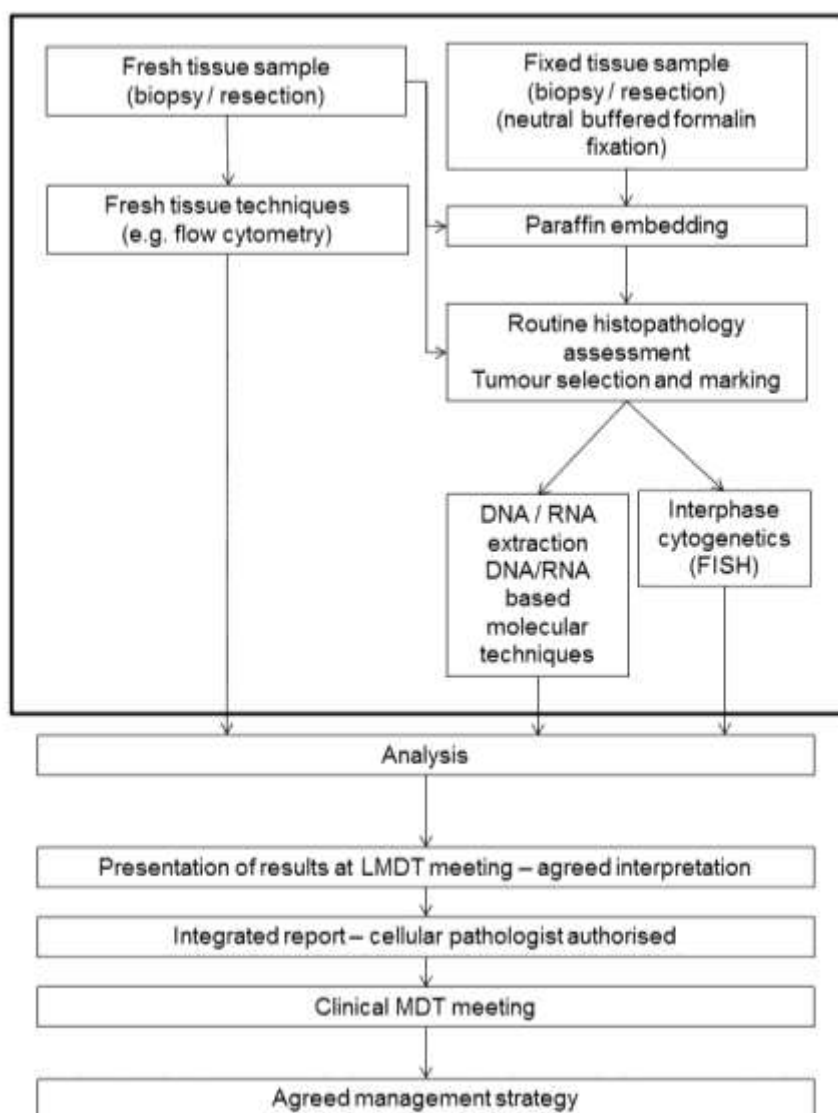 Fresh tissue sample
(biopsy / resection)
Fixed tissue sample
(biopsy / resection)
(neutral buffered formalin
fixation)
Fresh tissue techniques
(e.g. flow cytometry)
Paraffin embedding
Routine histopathology
assessment
Tumour selection and marking
DNA / RNA
extraction
DNA/RNA
based
molecular
techniques
Interphase
cytogenetics
(FISH)
Analysis
Presentation of results at LMDT meeting – agreed interpretation
Integrated report – cellular pathologist authorised
Clinical MDT meeting
Agreed management strategy